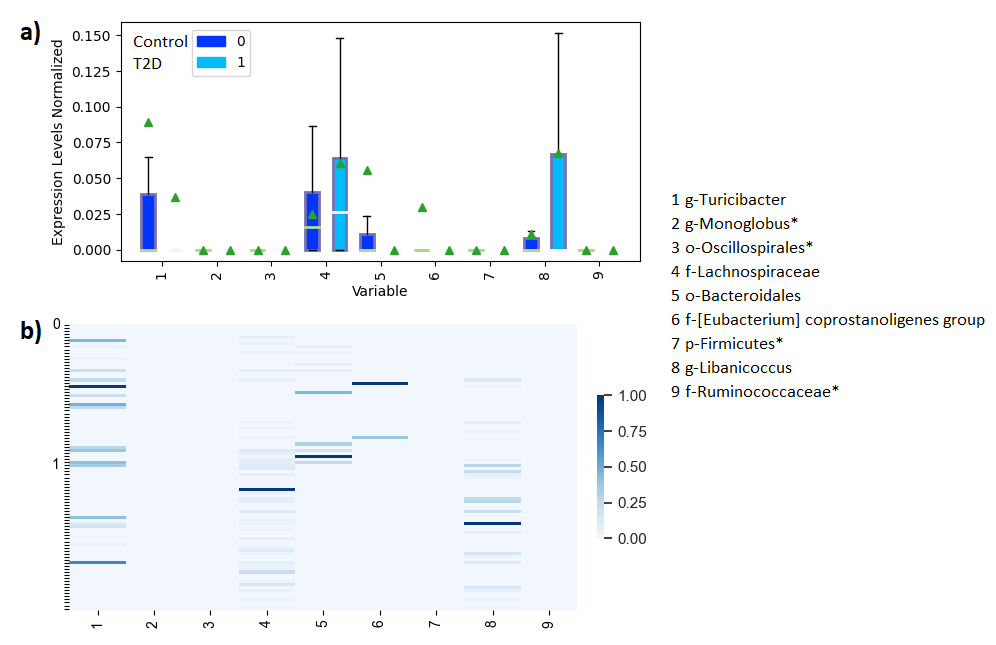 a)
Expression Levels Normalized
0.150
0.125
0.100
0.075
0.050
0.025
0.000
Control 0
T2D 1
1 2 3 4 5 6 7 8 9
Variable
1 g-Turicibacter
2 g-Monoglobus*
3 o-Oscillospirales*
4 f-Lachnospiraceae
5 o-Bacteroidales
6 f-[Eubacterium] coprostanoligenes group
7 p-Firmicutes*
8 g-Libanicoccus
9 f-Ruminococcaceae*
b)
0
1
1 2 3 4 5 6 7 8 9
1.00
0.75
0.50
0.25
0.00